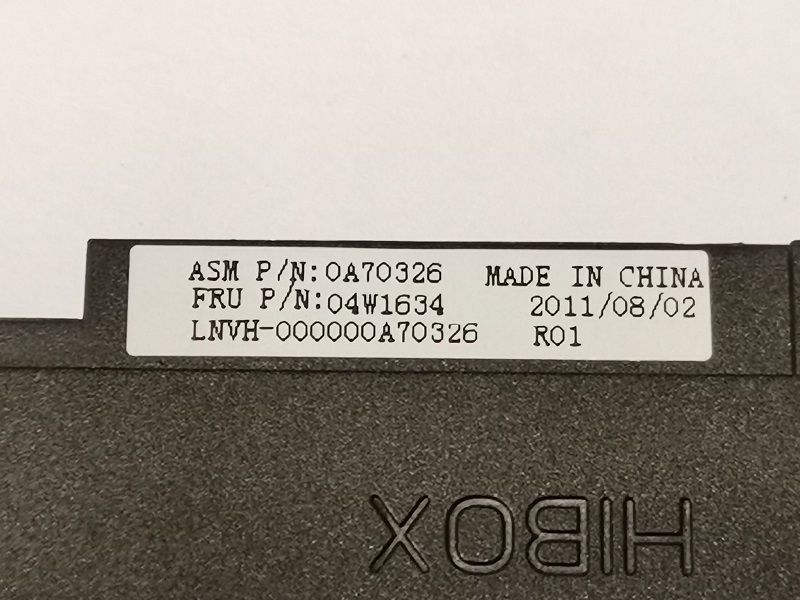 ASM P/N:0A70326 MADE IN CHINA
FRU P/N:04W1634 2011/08/02
LNVH-000000A70326 R01
HIBOX